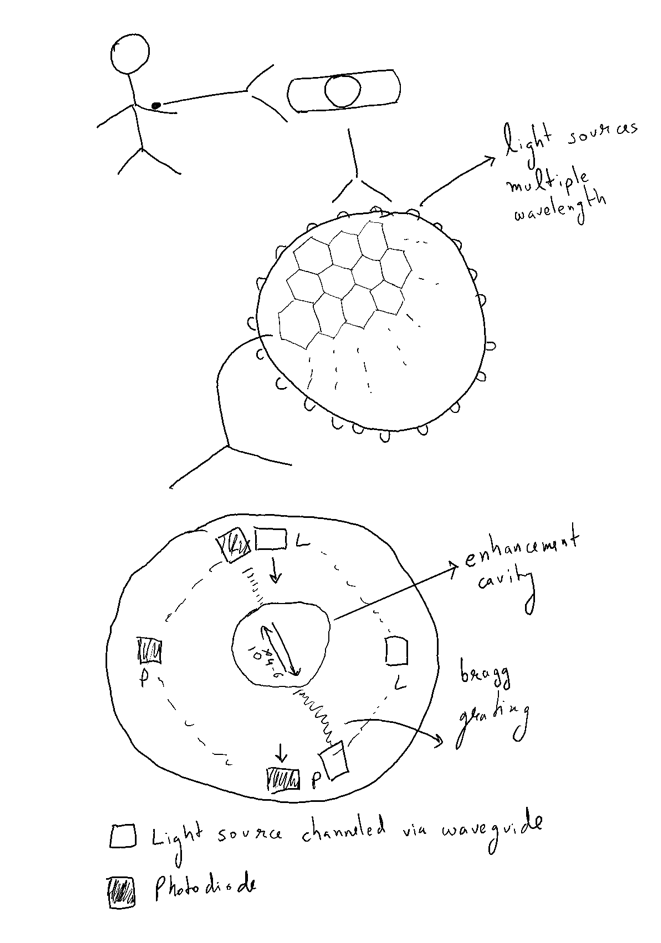 light sources
multiple
wavelength
L
enhancement
cavity
P
L
bragg
grating
P
Light source channeled via waveguide
Photodiode